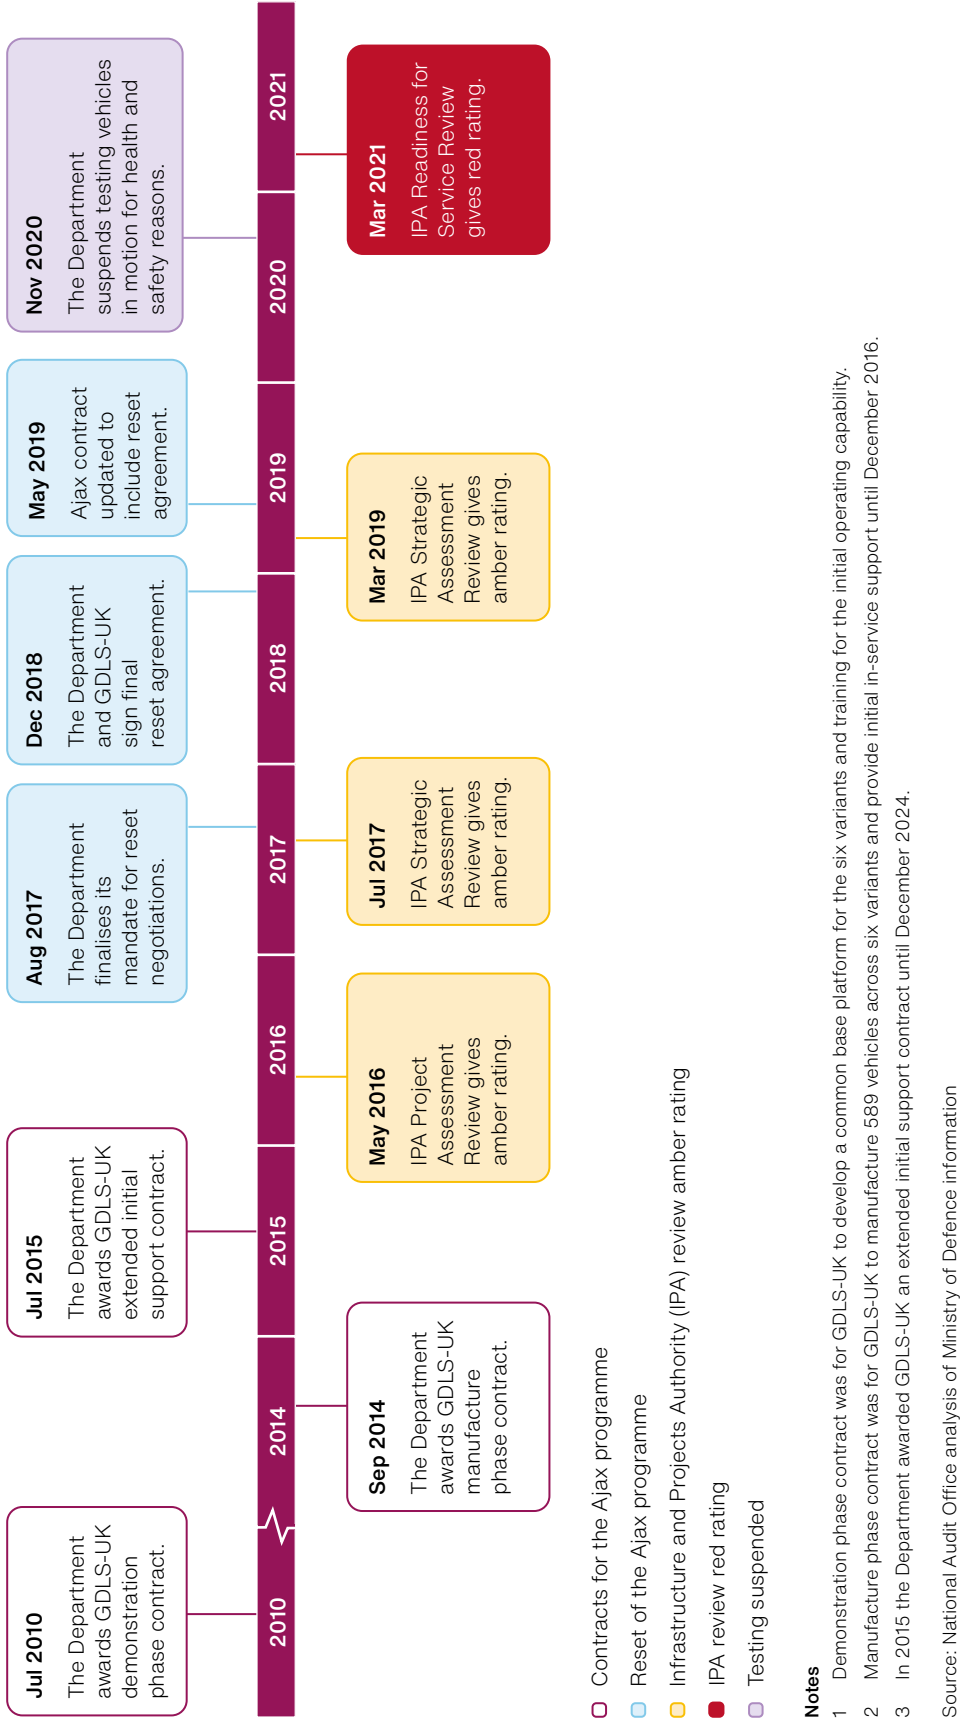 Jul 2010
The Department
awards GDLS-UK
demonstration
phase contract.
Jul 2015
The Department
awards GDLS-UK
extended initial
support contract.
Aug 2017
The Department
finalises its
mandate for reset
negotiations.
Dec 2018
The Department
and GDLS-UK
sign final
reset agreement.
May 2019
Ajax contract
updated to
include reset
agreement.
Nov 2020
The Department
suspends testing vehicles
in motion for health and
safety reasons.
2010 2014 2015 2016 2017 2018 2019 2020 2021
Sep 2014
The Department
awards GDLS-UK
manufacture
phase contract.
May 2016
IPA Project
Assessment
Review gives
amber rating.
Jul 2017
IPA Strategic
Assessment
Review gives
amber rating.
Mar 2019
IPA Strategic
Assessment
Review gives
amber rating.
Mar 2021
IPA Readiness for
Service Review
gives red rating.
Contracts for the Ajax programme
Reset of the Ajax programme
Infrastructure and Projects Authority (IPA) review amber rating
IPA review red rating
Testing suspended
Notes
1 Demonstration phase contract was for GDLS-UK to develop a common base platform for the six variants and training for the initial operating capability.
2 Manufacture phase contract was for GDLS-UK to manufacture 589 vehicles across six variants and provide initial in-service support until December 2016.
3 In 2015 the Department awarded GDLS-UK an extended initial support contract until December 2024.
Source: National Audit Office analysis of Ministry of Defence information